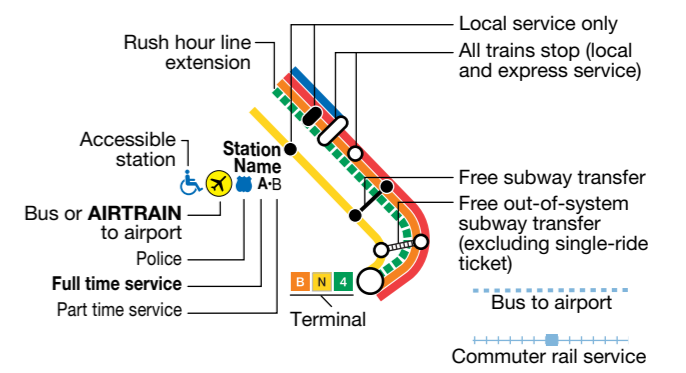 Local service only
Rush hour line
extension
All trains stop (local
and express service)
Accessible
station
Station
Name
A•B
Bus or AIRTRAIN
to airport
Police
Full time service
Part time service
Free subway transfer
Free out-of-system
subway transfer
(excluding single-ride
ticket)
B N 4
Terminal
Bus to airport
Commuter rail service